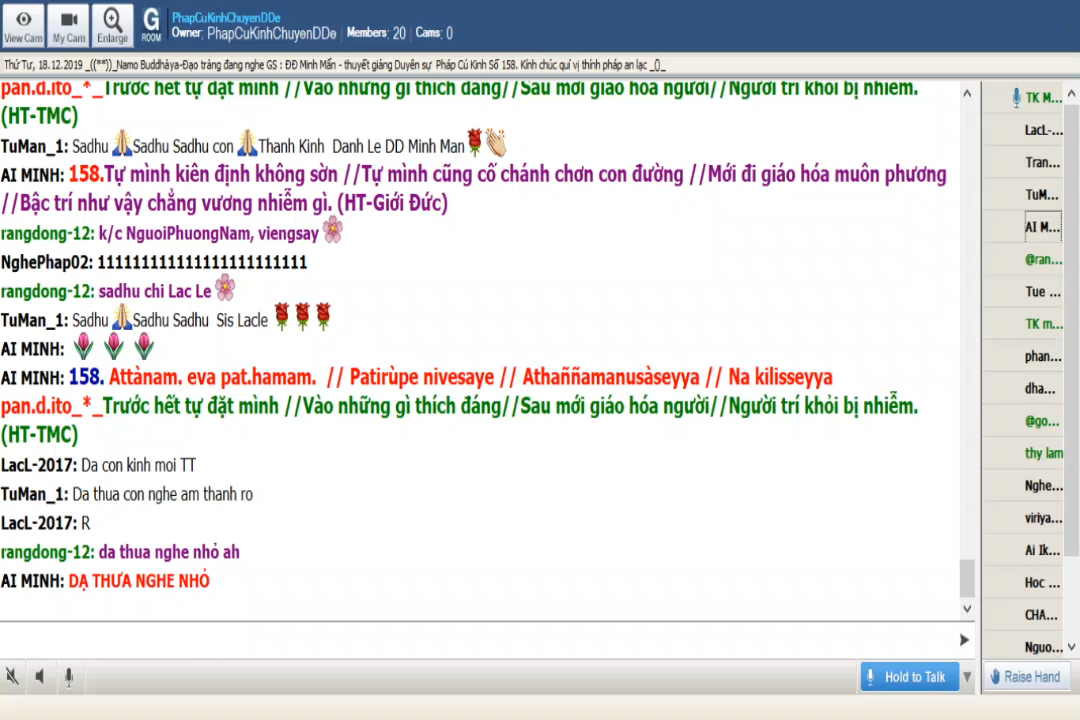 PhapCuKinhChuyenDDe
Owner: PhapCuKinhChuyenDDe Members: 20 Cams: 0
View Cam My Cam Enlarge G ROOM
Thứ Tư, 18.12.2019 _((**))_Namo Buddhàya-Đạo tràng đang nghe GS : ĐĐ Minh Mẫn - thuyết giảng Duyên sự Pháp Cú Kinh Số 158. Kính chúc quí vị thính pháp an lạc _()_
pan.d.ito_*_Trước hết tự đặt mình //Vào những gì thích đáng//Sau mới giáo hóa người//Người trí khỏi bị nhiễm.
(HT-TMC)
TuMan_1: Sadhu 🙏Sadhu Sadhu con 🙏Thanh Kinh Danh Le DD Minh Man🌹👏
AI MINH: 158.Tự mình kiên định không sờn //Tự mình cũng cố chánh chơn con đường //Mới đi giáo hóa muôn phương
//Bậc trí như vậy chẳng vương nhiễm gì. (HT-Giới Đức)
rangdong-12: k/c NguoiPhuongNam, viengsay 🌸
NghePhap02: 111111111111111111111111
rangdong-12: sadhu chi Lac Le 🌸
TuMan_1: Sadhu 🙏Sadhu Sadhu Sis Lacle 🌹🌹🌹
AI MINH: 🌷🌷🌷
AI MINH: 158. Attànam. eva pat.hamam. // Patirùpe nivesaye // Athaññamanusàseyya // Na kilisseyya
pan.d.ito_*_Trước hết tự đặt mình //Vào những gì thích đáng//Sau mới giáo hóa người//Người trí khỏi bị nhiễm.
(HT-TMC)
LacL-2017: Da con kinh moi TT
TuMan_1: Da thua con nghe am thanh ro
LacL-2017: R
rangdong-12: da thua nghe nhỏ ah
AI MINH: DẠ THƯA NGHE NHỎ
TK M...
LacL-...
Tran...
TuM...
AI M...
@ran...
Tue ...
TK m...
phan...
dha...
@go...
thy lam
Nghe...
viriya...
Ai Ik...
Hoc ...
CHA...
Nguo...
Hold to Talk
Raise Hand